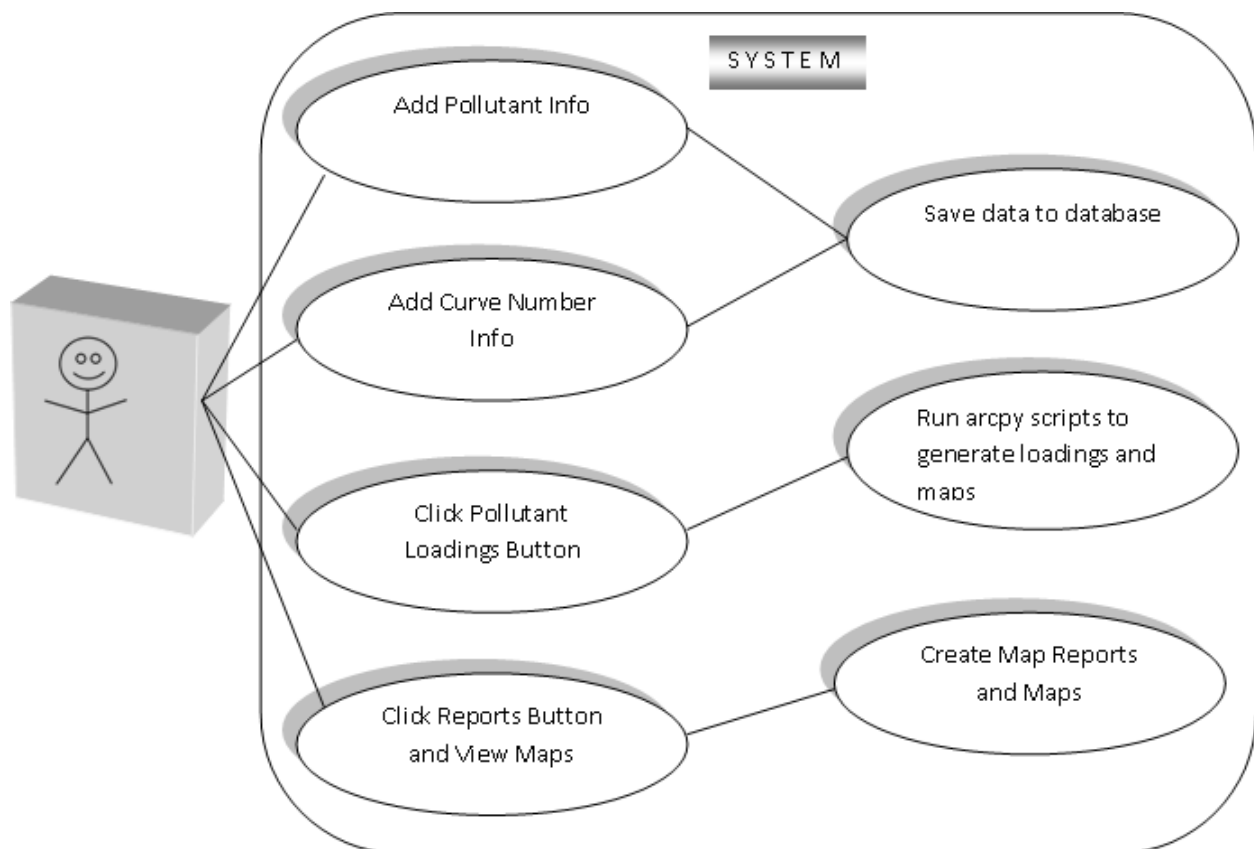 SYSTEM
Add Pollutant Info
Save data to database
Add Curve Number
Info
Run arcpy scripts to
generate loadings and
maps
Click Pollutant
Loadings Button
Create Map Reports
and Maps
Click Reports Button
and View Maps